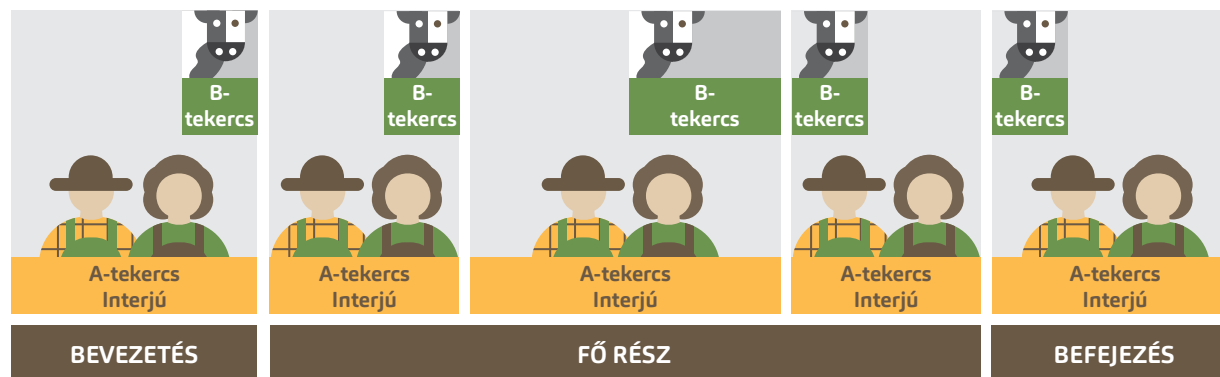 B-
tekercs
B-
tekercs
B-
tekercs
B-
tekercs
B-
tekercs
A-tekercs
Interjú
A-tekercs
Interjú
A-tekercs
Interjú
A-tekercs
Interjú
A-tekercs
Interjú
BEVEZETÉS
FŐ RÉSZ
BEFEJEZÉS